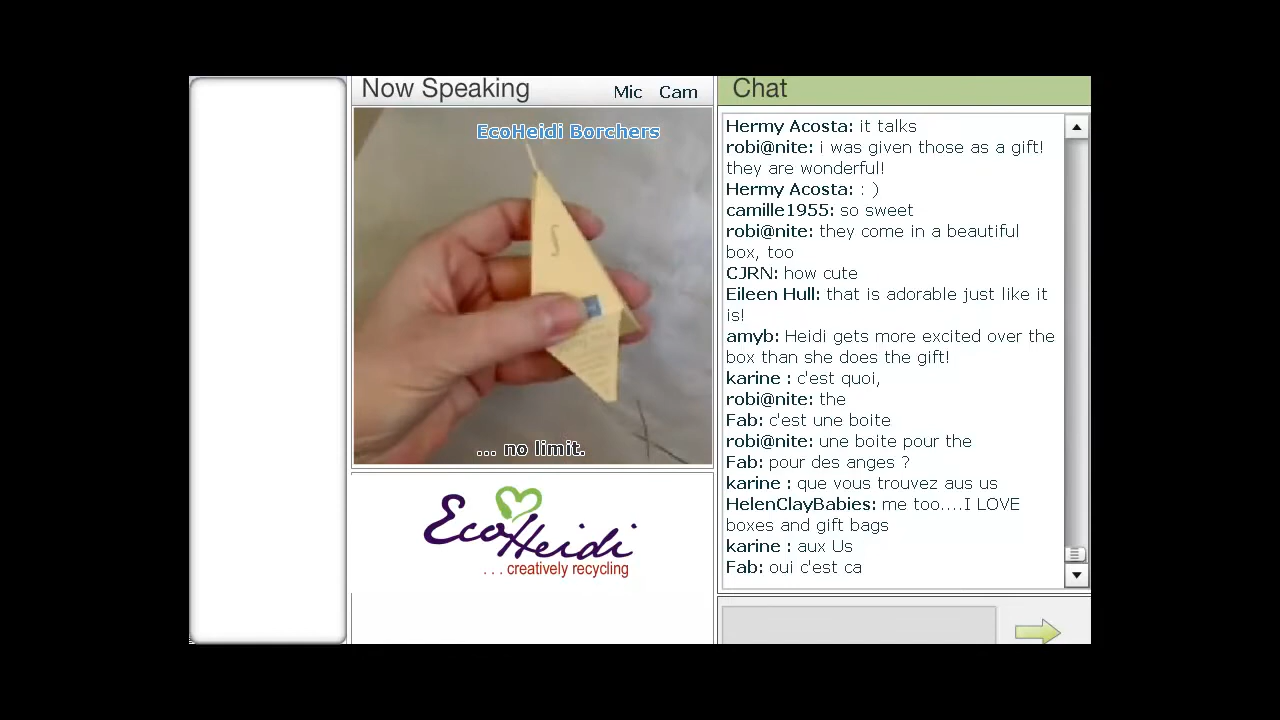 Now Speaking
Mic Cam
EcoHeidi Borchers
... no limit.
EcoHeidi
...creatively recycling
Chat
Hermy Acosta: it talks
robi@nite: i was given those as a gift!
they are wonderful!
Hermy Acosta: : )
camille1955: so sweet
robi@nite: they come in a beautiful
box, too
CJRN: how cute
Eileen Hull: that is adorable just like it
is!
amyb: Heidi gets more excited over the
box than she does the gift!
karine : c'est quoi,
robi@nite: the
Fab: c'est une boite
robi@nite: une boite pour the
Fab: pour des anges ?
karine : que vous trouvez aus us
HelenClayBabies: me too....I LOVE
boxes and gift bags
karine : aux Us
Fab: oui c'est ca